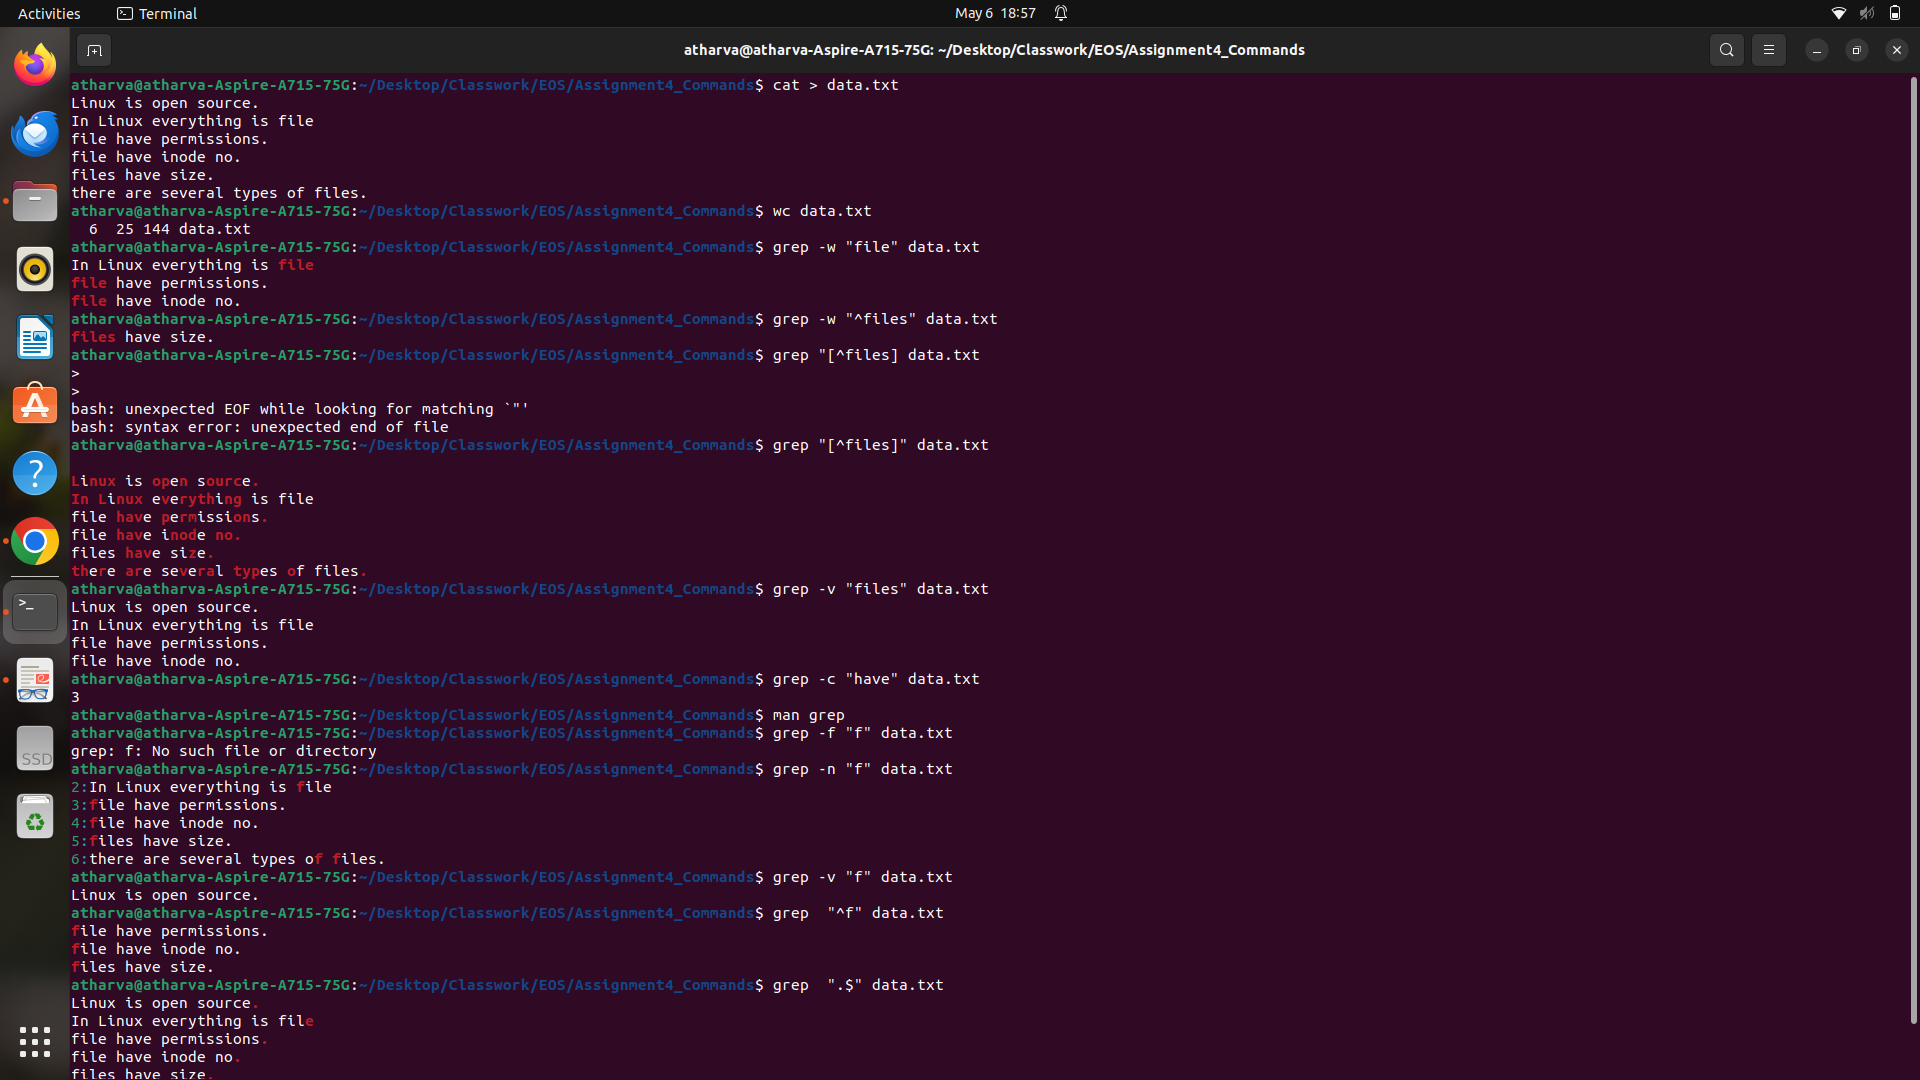 Activities
Terminal
May 6 18:57
atharva@atharva-Aspire-A715-75G: ~/Desktop/Classwork/EOS/Assignment4_Commands
atharva@atharva-Aspire-A715-75G:~/Desktop/Classwork/EOS/Assignment4_Commands$ cat > data.txt
Linux is open source.
In Linux everything is file
file have permissions.
file have inode no.
files have size.
there are several types of files.
atharva@atharva-Aspire-A715-75G:~/Desktop/Classwork/EOS/Assignment4_Commands$ wc data.txt
  6  25 144 data.txt
atharva@atharva-Aspire-A715-75G:~/Desktop/Classwork/EOS/Assignment4_Commands$ grep -w "file" data.txt
In Linux everything is file
file have permissions.
file have inode no.
atharva@atharva-Aspire-A715-75G:~/Desktop/Classwork/EOS/Assignment4_Commands$ grep -w "^files" data.txt
files have size.
atharva@atharva-Aspire-A715-75G:~/Desktop/Classwork/EOS/Assignment4_Commands$ grep "[^files] data.txt
>
>
bash: unexpected EOF while looking for matching `"'
bash: syntax error: unexpected end of file
atharva@atharva-Aspire-A715-75G:~/Desktop/Classwork/EOS/Assignment4_Commands$ grep "[^files]" data.txt
Linux is open source.
In Linux everything is file
file have permissions.
file have inode no.
files have size.
there are several types of files.
atharva@atharva-Aspire-A715-75G:~/Desktop/Classwork/EOS/Assignment4_Commands$ grep -v "files" data.txt
Linux is open source.
In Linux everything is file
file have permissions.
file have inode no.
atharva@atharva-Aspire-A715-75G:~/Desktop/Classwork/EOS/Assignment4_Commands$ grep -c "have" data.txt
3
atharva@atharva-Aspire-A715-75G:~/Desktop/Classwork/EOS/Assignment4_Commands$ man grep
atharva@atharva-Aspire-A715-75G:~/Desktop/Classwork/EOS/Assignment4_Commands$ grep -f "f" data.txt
grep: f: No such file or directory
atharva@atharva-Aspire-A715-75G:~/Desktop/Classwork/EOS/Assignment4_Commands$ grep -n "f" data.txt
2:In Linux everything is file
3:file have permissions.
4:file have inode no.
5:files have size.
6:there are several types of files.
atharva@atharva-Aspire-A715-75G:~/Desktop/Classwork/EOS/Assignment4_Commands$ grep -v "f" data.txt
Linux is open source.
atharva@atharva-Aspire-A715-75G:~/Desktop/Classwork/EOS/Assignment4_Commands$ grep  "^f" data.txt
file have permissions.
file have inode no.
files have size.
atharva@atharva-Aspire-A715-75G:~/Desktop/Classwork/EOS/Assignment4_Commands$ grep  ".$" data.txt
Linux is open source.
In Linux everything is file
file have permissions.
file have inode no.
files have size.
SSD